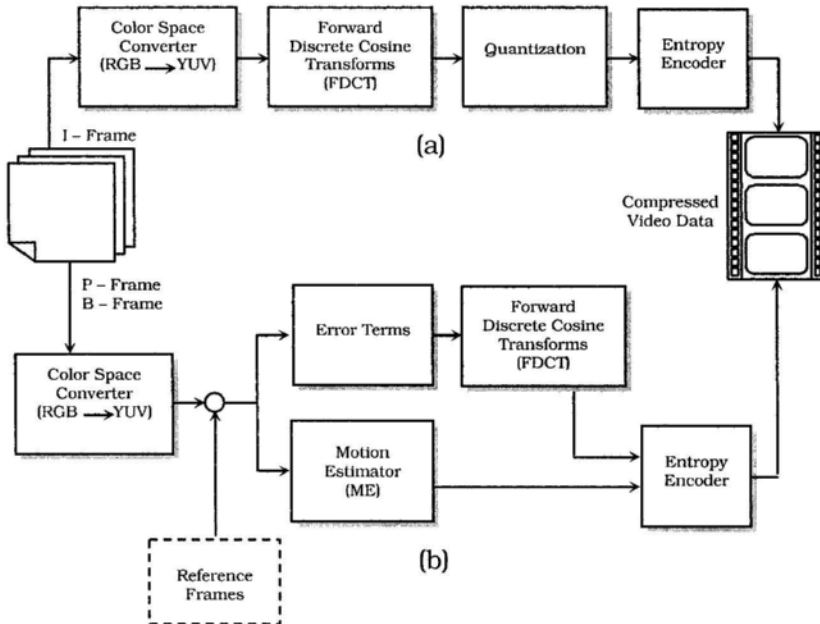 Color Space
Converter
(RGB → YUV)
Forward
Discrete Cosine
Transforms
(FDCT)
Quantization
Entropy
Encoder
I – Frame
(a)
Compressed
Video Data
P – Frame
B – Frame
Color Space
Converter
(RGB → YUV)
Error Terms
Forward
Discrete Cosine
Transforms
(FDCT)
Motion
Estimator
(ME)
Entropy
Encoder
(b)
Reference
Frames